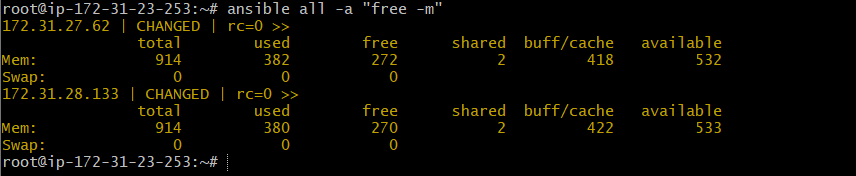 root@ip-172-31-23-253:~# ansible all -a "free -m"
172.31.27.62 | CHANGED | rc=0 >>
              total        used        free      shared  buff/cache   available
Mem:            914         382         272           2         418         532
Swap:             0           0           0
172.31.28.133 | CHANGED | rc=0 >>
              total        used        free      shared  buff/cache   available
Mem:            914         380         270           2         422         533
Swap:             0           0           0
root@ip-172-31-23-253:~#